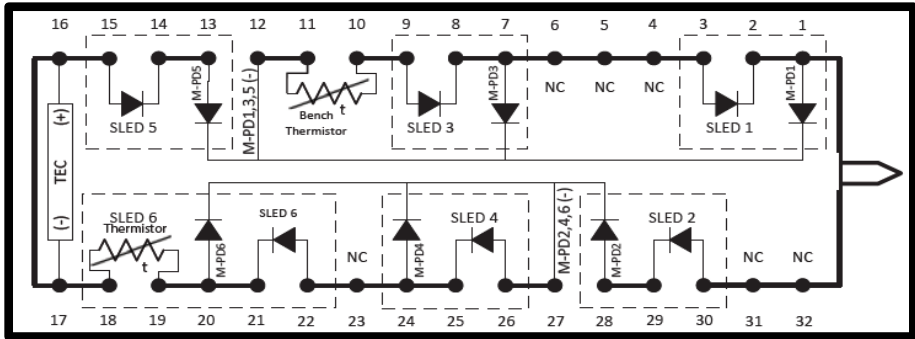 16 15 14 13 12 11 10 9 8 7 6 5 4 3 2 1
M-PD5
M-PD1,3,5 (-)
t
Bench
Thermistor
M-PD3
NC NC NC
M-PD1
SLED 5
SLED 3
SLED 1
(+)
TEC
(-)
SLED 6
Thermistor
t
M-PD6
SLED 6
NC
M-PD4
SLED 4
M-PD2,4,6 (-)
M-PD2
SLED 2
NC NC
17 18 19 20 21 22 23 24 25 26 27 28 29 30 31 32